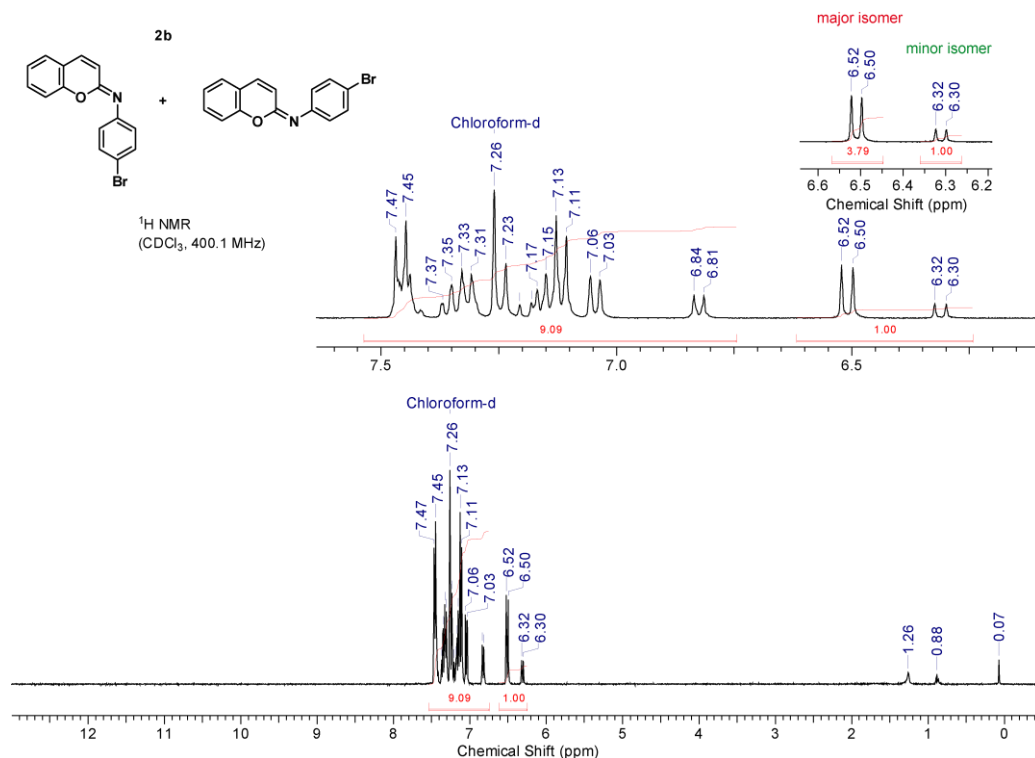 2b
Br
O
N
+
Br
O
N
¹H NMR
(CDCl₃, 400.1 MHz)
major isomer
minor isomer
6.52
6.50
6.32
6.30
3.79
1.00
6.6 6.5 6.4 6.3 6.2
Chemical Shift (ppm)
Chloroform-d
7.47
7.45
7.37
7.35
7.33
7.31
7.26
7.23
7.17
7.15
7.13
7.11
7.06
7.03
6.84
6.81
6.52
6.50
6.32
6.30
9.09
1.00
7.5 7.0 6.5
Chemical Shift (ppm)
Chloroform-d
7.47
7.45
7.26
7.13
7.11
7.06
7.03
6.52
6.50
6.32
6.30
1.26
0.88
0.07
9.09
1.00
12 11 10 9 8 7 6 5 4 3 2 1 0
Chemical Shift (ppm)